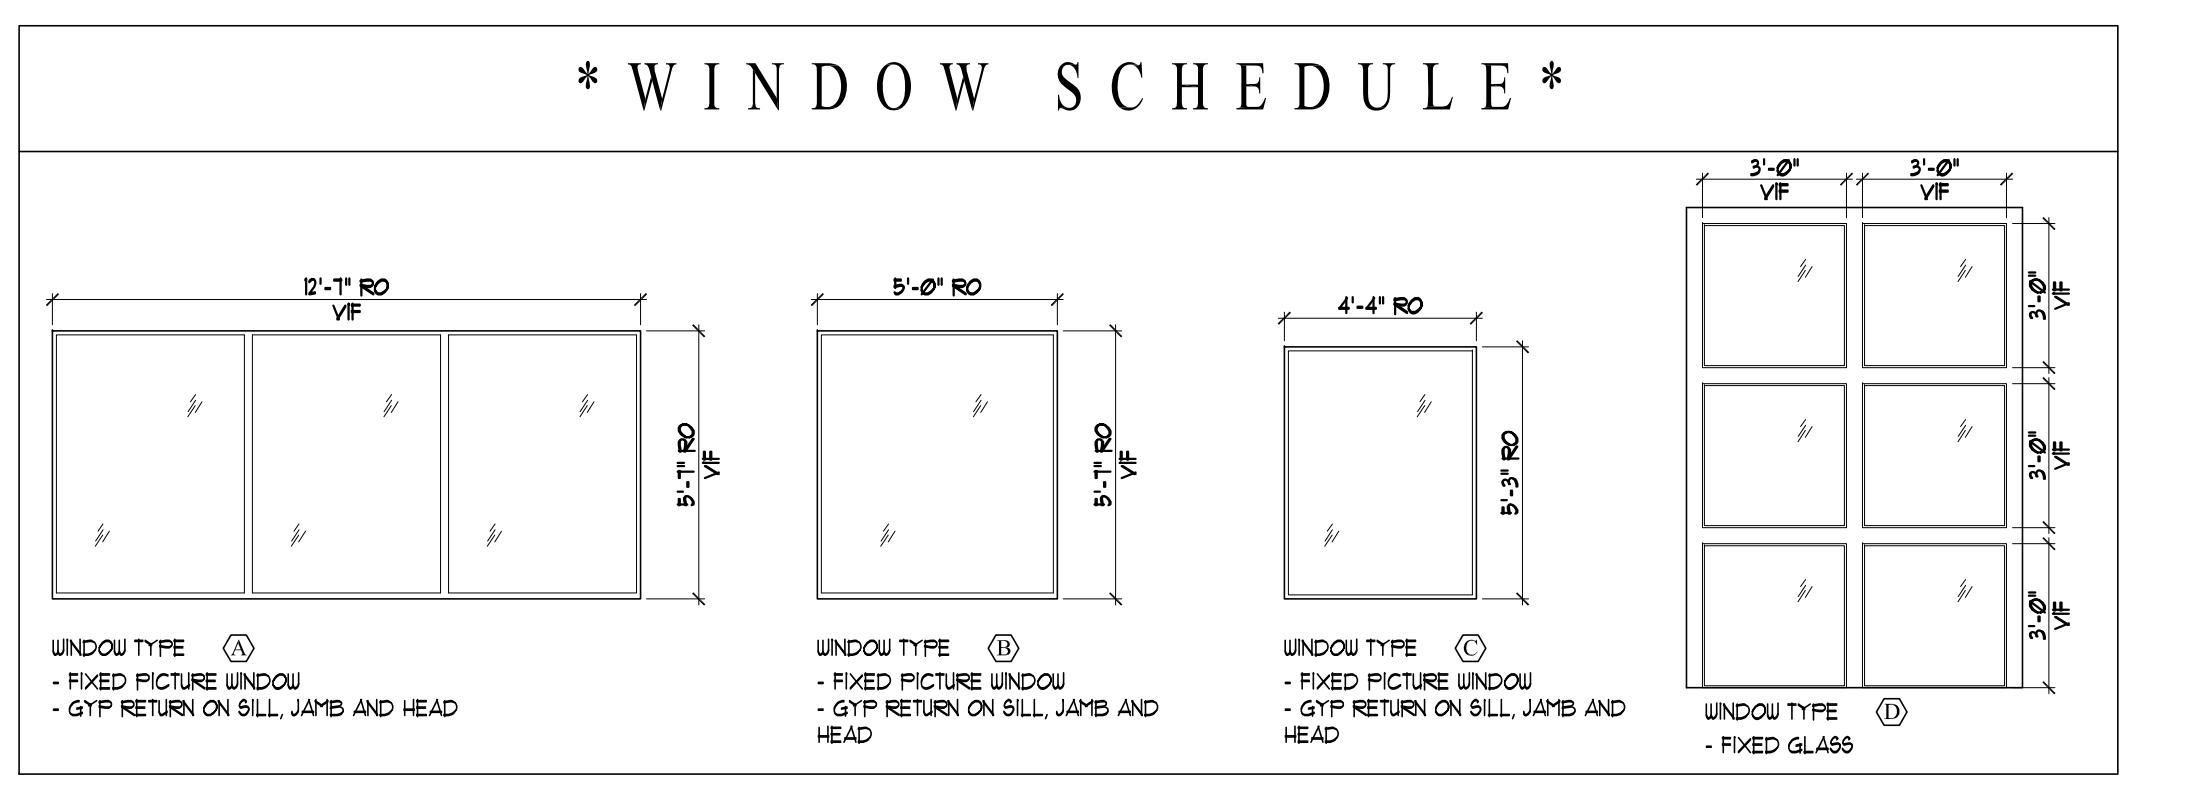 *WINDOW SCHEDULE*
3'-0"
VIF
3'-0"
VIF
12'-7" RO
VIF
5'-7" RO
VIF
5'-0" RO
5'-7" RO
VIF
4'-4" RO
5'-3" RO
3'-0"
VIF
3'-0"
VIF
3'-0"
VIF
WINDOW TYPE A
- FIXED PICTURE WINDOW
- GYP RETURN ON SILL, JAMB AND HEAD
WINDOW TYPE B
- FIXED PICTURE WINDOW
- GYP RETURN ON SILL, JAMB AND
HEAD
WINDOW TYPE C
- FIXED PICTURE WINDOW
- GYP RETURN ON SILL, JAMB AND
HEAD
WINDOW TYPE D
- FIXED GLASS